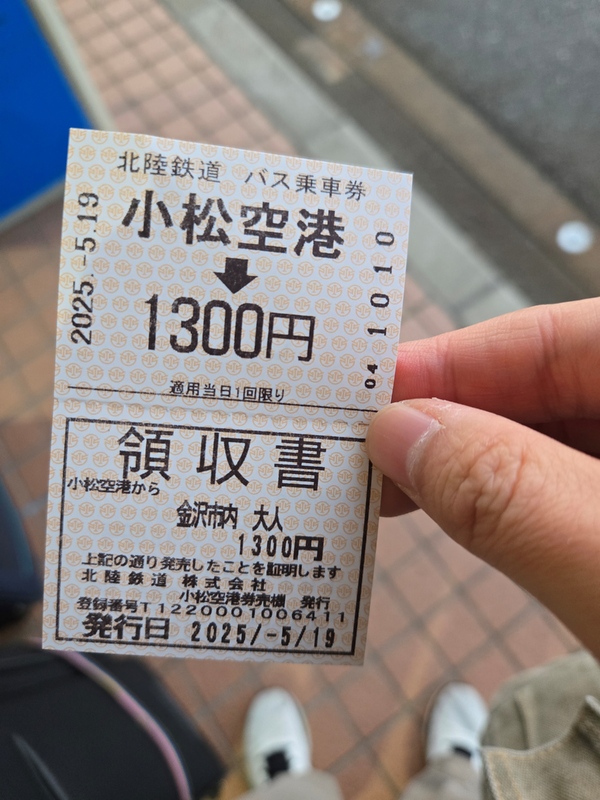 北陸鉄道 バス乗車券
小松空港
2025.-5.19
1300円
04 1010
適用当日1回限り
領収書
小松空港から
金沢市内 大人
1300円
上記の通り発売したことを証明します
北陸鉄道 株式会社
小松空港券売機 発行
登録番号T1220001006411
発行日 2025/-5/19